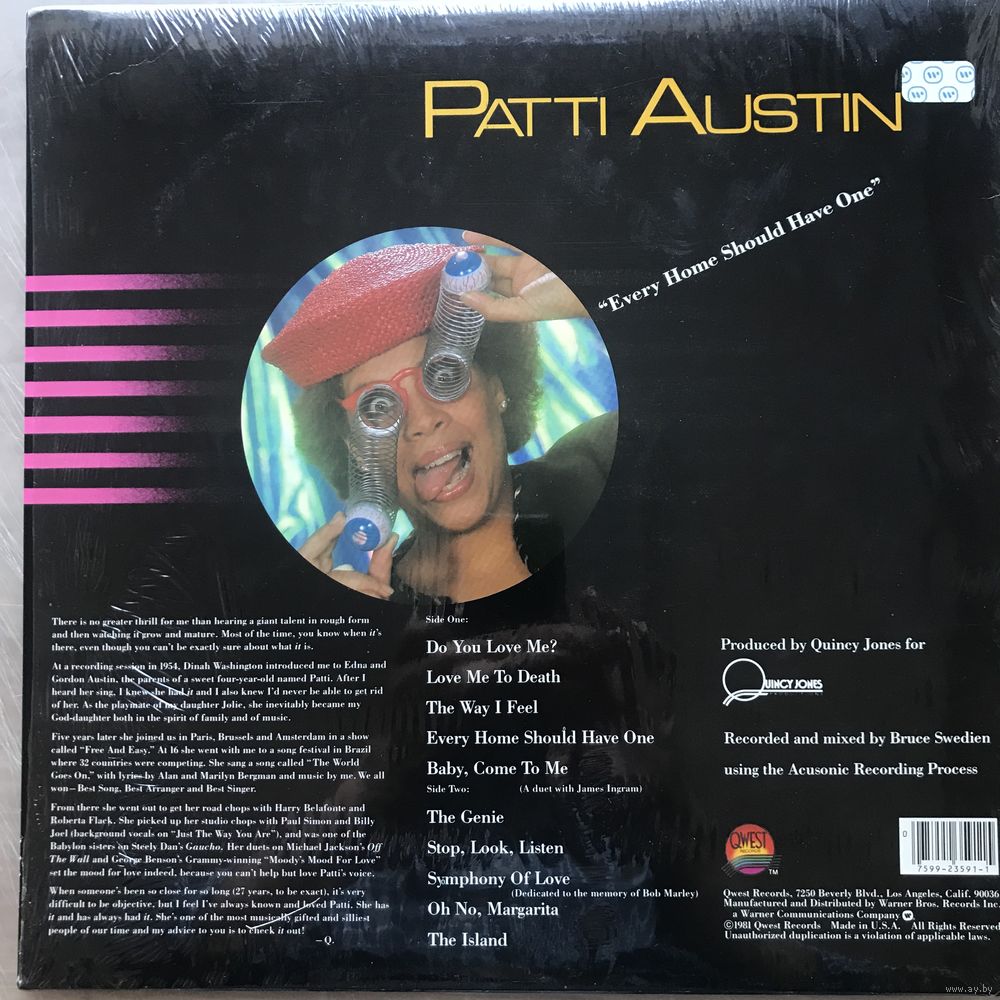 PATTI AUSTIN
“Every Home Should Have One”
There is no greater thrill for me than hearing a giant talent in rough form
and then watching it grow and mature. Most of the time, you know when it's
there, even though you can't be exactly sure about what it is.
At a recording session in 1954, Dinah Washington introduced me to Edna and
Gordon Austin, the parents of a sweet four-year-old named Patti. After I
heard her sing, I knew she had it and I also knew I'd never be able to get rid
of her. As the playmate of my daughter Jolie, she inevitably became my
God-daughter both in the spirit of family and of music.
Five years later she joined us in Paris, Brussels and Amsterdam in a show
called “Free And Easy.” At 16 she went with me to a song festival in Brazil
where 32 countries were competing. She sang a song called “The World
Goes On,” with lyrics by Alan and Marilyn Bergman and music by me. We all
won – Best Song, Best Arranger and Best Singer.
From there she went out to get her road chops with Harry Belafonte and
Roberta Flack. She picked up her studio chops with Paul Simon and Billy
Joel (background vocals on “Just The Way You Are”), and was one of the
Babylon sisters on Steely Dan's Gaucho. Her duets on Michael Jackson's Off
The Wall and George Benson's Grammy-winning “Moody's Mood For Love”
set the mood for love indeed, because you can't help but love Patti's voice.
When someone's been so close for so long (27 years, to be exact), it's very
difficult to be objective, but I feel I've always known and loved Patti. She has
it and has always had it. She's one of the most musically gifted and silliest
people of our time and my advice to you is to check it out!
– Q.
Side One:
Do You Love Me?
Love Me To Death
The Way I Feel
Every Home Should Have One
Baby, Come To Me
(A duet with James Ingram)
Side Two:
The Genie
Stop, Look, Listen
Symphony Of Love
(Dedicated to the memory of Bob Marley)
Oh No, Margarita
The Island
Produced by Quincy Jones for
QUINCY JONES
PRODUCTIONS
Recorded and mixed by Bruce Swedien
using the Acusonic Recording Process
QWEST
RECORDS
TM
0
7599-23591-1
Qwest Records, 7250 Beverly Blvd., Los Angeles, Calif. 90036
Manufactured and Distributed by Warner Bros. Records Inc.
a Warner Communications Company
©1981 Qwest Records Made in U.S.A. All Rights Reserved
Unauthorized duplication is a violation of applicable laws.
www.ay.by